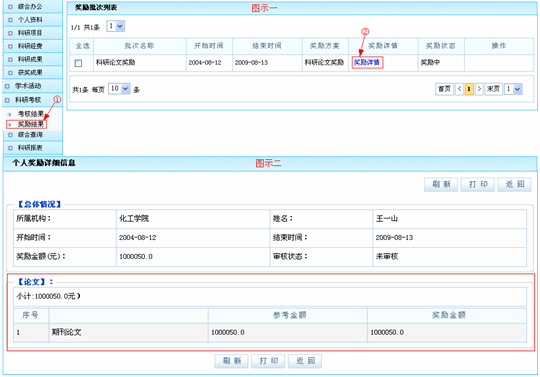 综合办公
个人资料
科研项目
科研经费
科研成果
获奖成果
学术活动
科研考核
考核结果
① 奖励结果
综合查询
科研报表
奖励批次列表 图示一
1/1 共1条 1
②
全选 批次名称 开始时间 结束时间 奖励方案 奖励详情 奖励状态 操作
科研论文奖励 2004-08-12 2009-08-13 科研论文奖励 奖励详情 奖励中
共1条 每页 10 条 首页 < 1 > 末页 1
个人奖励详细信息 图示二
刷 新 打 印 返 回
【总体情况】
所属机构： 化工学院 姓名： 王一山
开始时间： 2004-08-12 结束时间： 2009-08-13
奖励金额(元)： 1000050.0 审核状态： 未审核
【论文】：
小计:1000050.0元)
序号 参考金额 奖励金额
1 期刊论文 1000050.0 1000050.0
刷 新 打 印 返 回